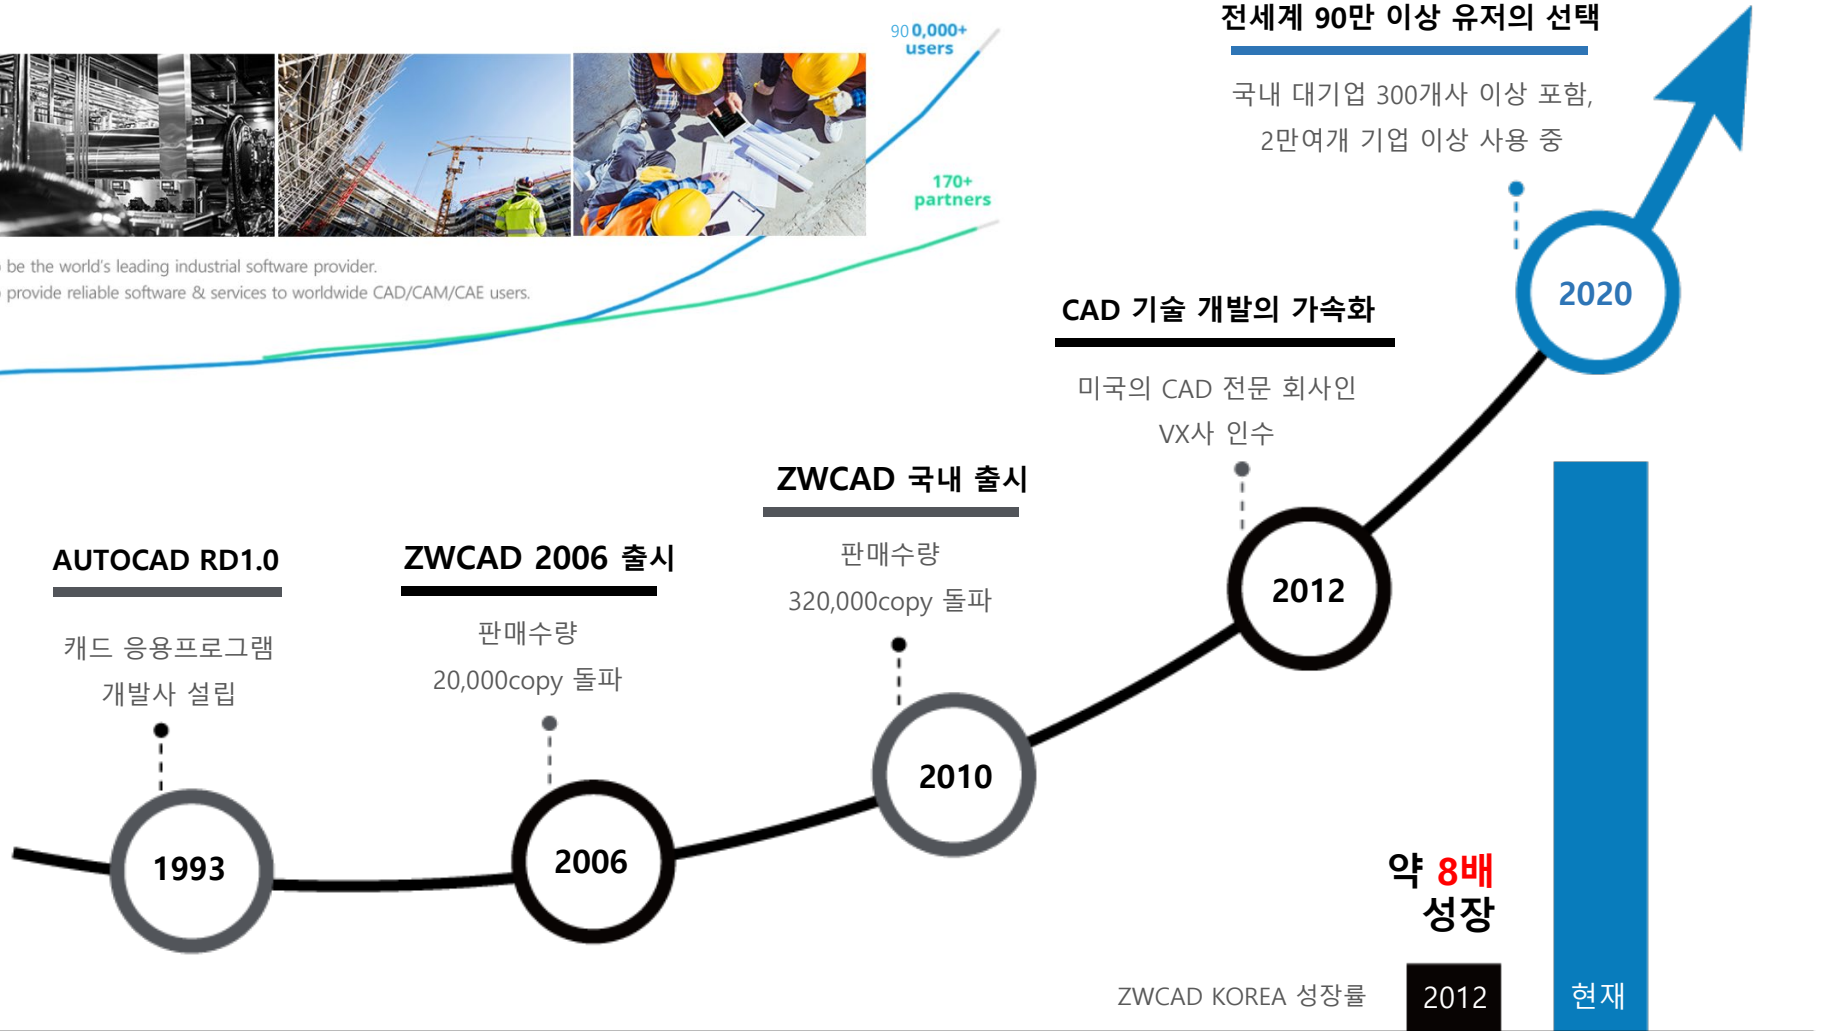 900,000+
users
170+
partners
be the world's leading industrial software provider.
provide reliable software & services to worldwide CAD/CAM/CAE users.
전세계 90만 이상 유저의 선택
국내 대기업 300개사 이상 포함,
2만여개 기업 이상 사용 중
2020
CAD 기술 개발의 가속화
미국의 CAD 전문 회사인
VX사 인수
2012
ZWCAD 국내 출시
판매수량
320,000copy 돌파
2010
ZWCAD 2006 출시
판매수량
20,000copy 돌파
2006
AUTOCAD RD1.0
캐드 응용프로그램
개발사 설립
1993
약 8배
성장
ZWCAD KOREA 성장률
2012
현재